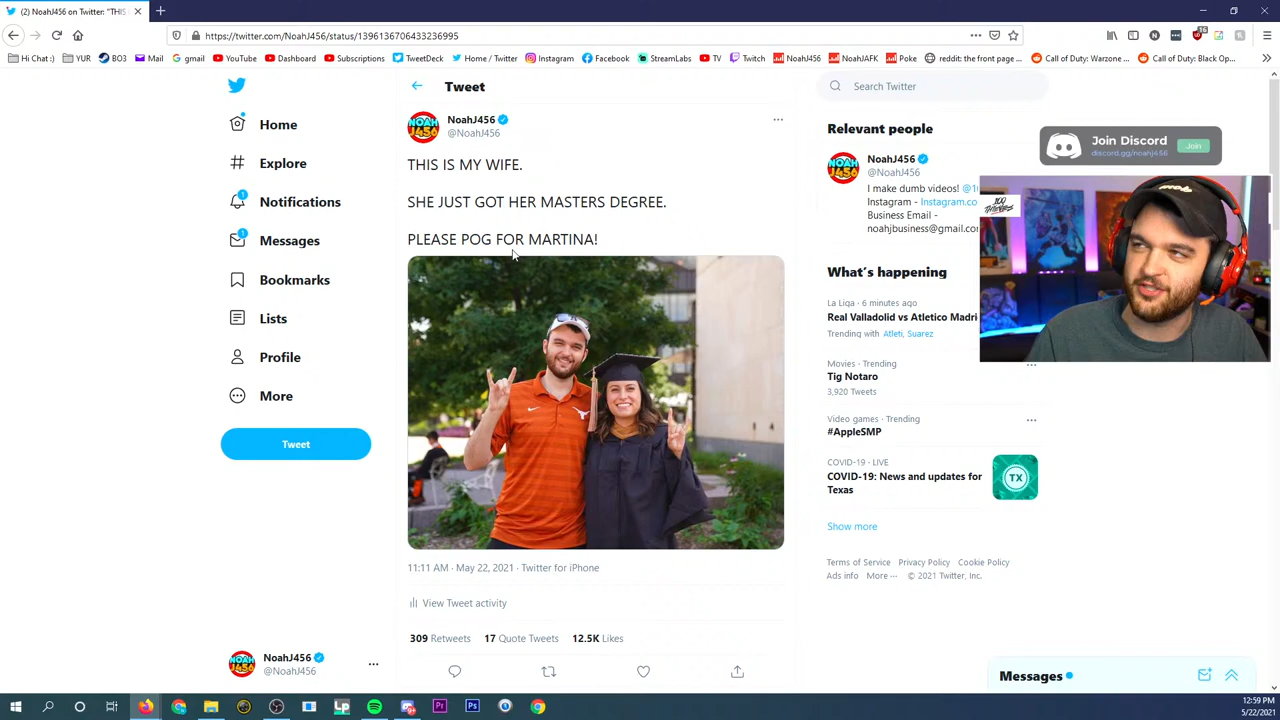 (2) NoahJ456 on Twitter: "THIS
https://twitter.com/NoahJ456/status/1396136706433236995
Hi Chat :)
YUR
BO3
Mail
gmail
YouTube
Dashboard
Subscriptions
TweetDeck
Home / Twitter
Instagram
Facebook
StreamLabs
TV
Twitch
NoahJ456
NoahJAFK
Poke
reddit: the front page ...
Call of Duty: Warzone ...
Call of Duty: Black Op...
Home
Explore
Notifications
Messages
Bookmarks
Lists
Profile
More
Tweet
NoahJ456
@NoahJ456
Tweet
NoahJ456
@NoahJ456
THIS IS MY WIFE.
SHE JUST GOT HER MASTERS DEGREE.
PLEASE POG FOR MARTINA!
11:11 AM · May 22, 2021 · Twitter for iPhone
View Tweet activity
309 Retweets 17 Quote Tweets 12.5K Likes
Search Twitter
Relevant people
NoahJ456
@NoahJ456
I make dumb videos! @10
Instagram - Instagram.co
Business Email -
noahjbusiness@gmail.con
Join Discord
discord.gg/noahj456
Join
100 Thieves
What's happening
La Liga · 6 minutes ago
Real Valladolid vs Atletico Madri
Trending with Atleti, Suarez
Movies · Trending
Tig Notaro
3,920 Tweets
Video games · Trending
#AppleSMP
COVID-19 · LIVE
COVID-19: News and updates for
Texas
TX
Show more
Terms of Service Privacy Policy Cookie Policy
Ads info More ··· © 2021 Twitter, Inc.
Messages
12:59 PM
5/22/2021